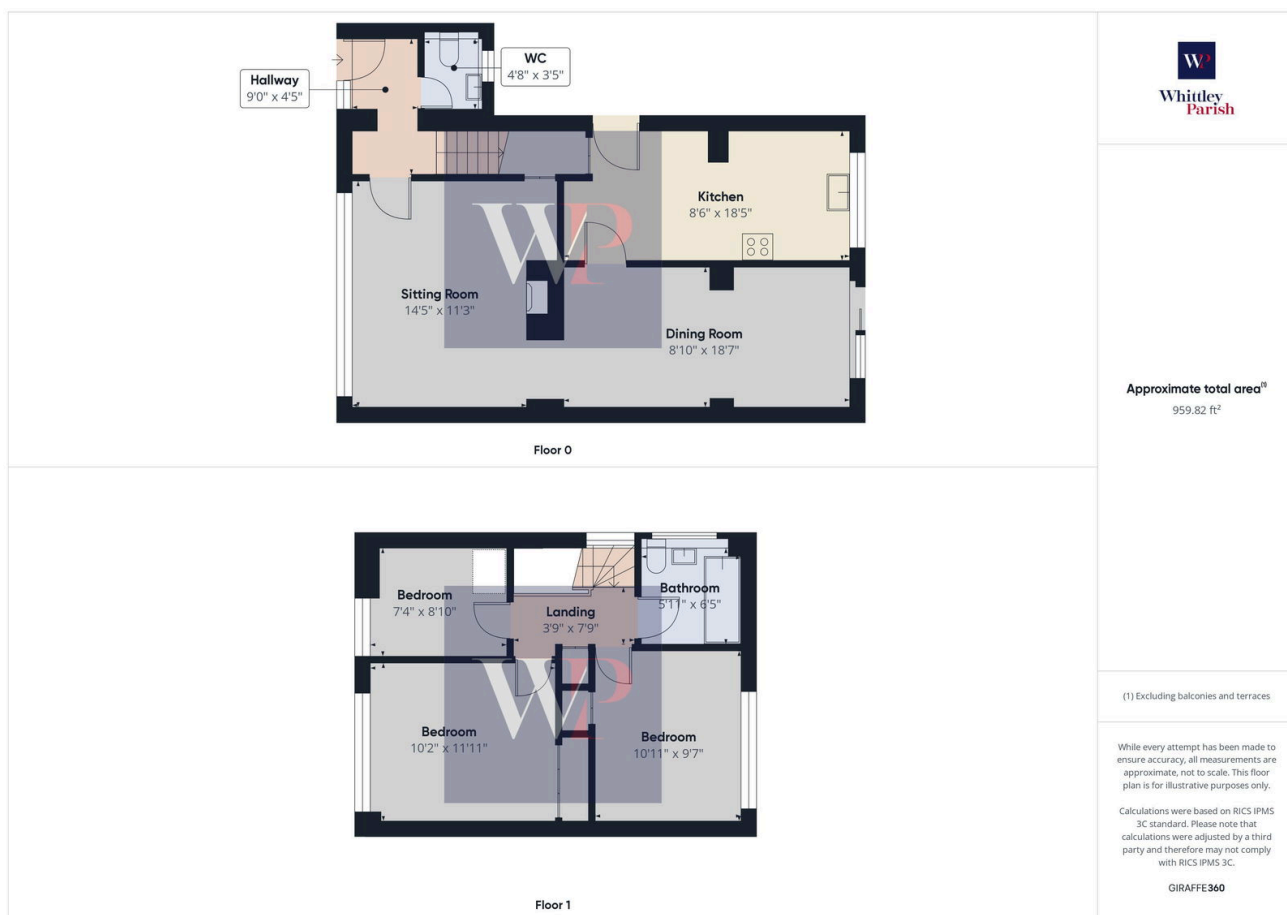 WC
4'8" x 3'5"
Hallway
9'0" x 4'5"
Kitchen
8'6" x 18'5"
WP
Sitting Room
14'5" x 11'3"
Dining Room
8'10" x 18'7"
Floor 0
Bedroom
7'4" x 8'10"
Landing
3'9" x 7'9"
Bathroom
5'11" x 6'5"
WP
Bedroom
10'2" x 11'11"
Bedroom
10'11" x 9'7"
Floor 1
WP
Whittley
Parish
Approximate total area(1)
959.82 ft²
(1) Excluding balconies and terraces
While every attempt has been made to
ensure accuracy, all measurements are
approximate, not to scale. This floor
plan is for illustrative purposes only.
Calculations were based on RICS IPMS
3C standard. Please note that
calculations were adjusted by a third
party and therefore may not comply
with RICS IPMS 3C.
GIRAFFE360